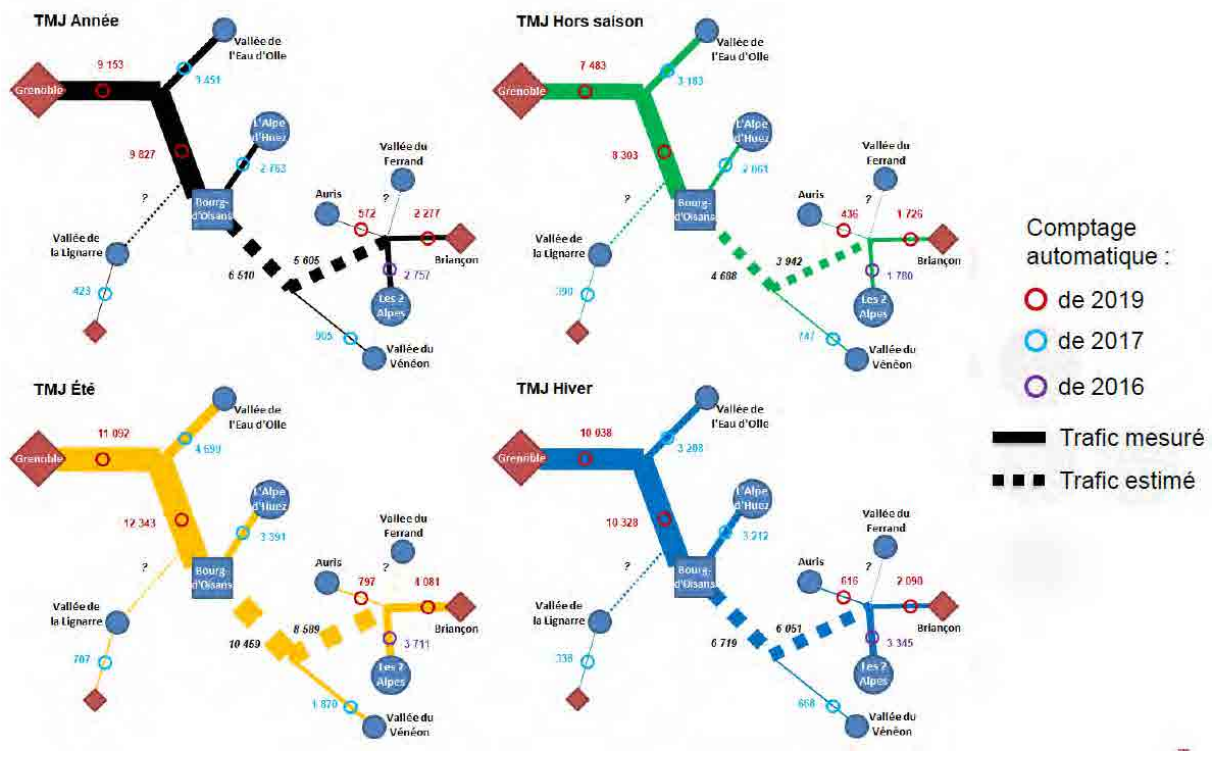 TMJ Année
Vallée de
l'Eau d'Olle
9 153
3 451
Grenoble
L'Alpe
d'Huez
9 827
2 763
Vallée du
Ferrand
?
?
Bourg-
d'Oisans
Auris
572
2 277
Briançon
Vallée de
la Lignarre
5 605
6 510
2 757
423
Les 2
Alpes
905
Vallée du
Vénéon
TMJ Hors saison
Vallée de
l'Eau d'Olle
7 483
3 183
Grenoble
L'Alpe
d'Huez
8 303
2 061
Vallée du
Ferrand
?
?
Bourg-
d'Oisans
Auris
436
1 726
Briançon
Vallée de
la Lignarre
3 942
4 688
1 780
390
Les 2
Alpes
747
Vallée du
Vénéon
TMJ Été
Vallée de
l'Eau d'Olle
11 092
Grenoble
L'Alpe
d'Huez
12 343
3 391
Vallée du
Ferrand
?
?
Bourg-
d'Oisans
Auris
797
4 081
Briançon
Vallée de
la Lignarre
8 589
10 459
3 711
707
Les 2
Alpes
1 870
Vallée du
Vénéon
TMJ Hiver
Vallée de
l'Eau d'Olle
10 038
3 208
Grenoble
L'Alpe
d'Huez
10 328
3 212
Vallée du
Ferrand
?
?
Bourg-
d'Oisans
Auris
616
2 090
Briançon
Vallée de
la Lignarre
6 051
6 719
3 345
338
Les 2
Alpes
668
Vallée du
Vénéon
Comptage
automatique :
de 2019
de 2017
de 2016
Trafic mesuré
Trafic estimé